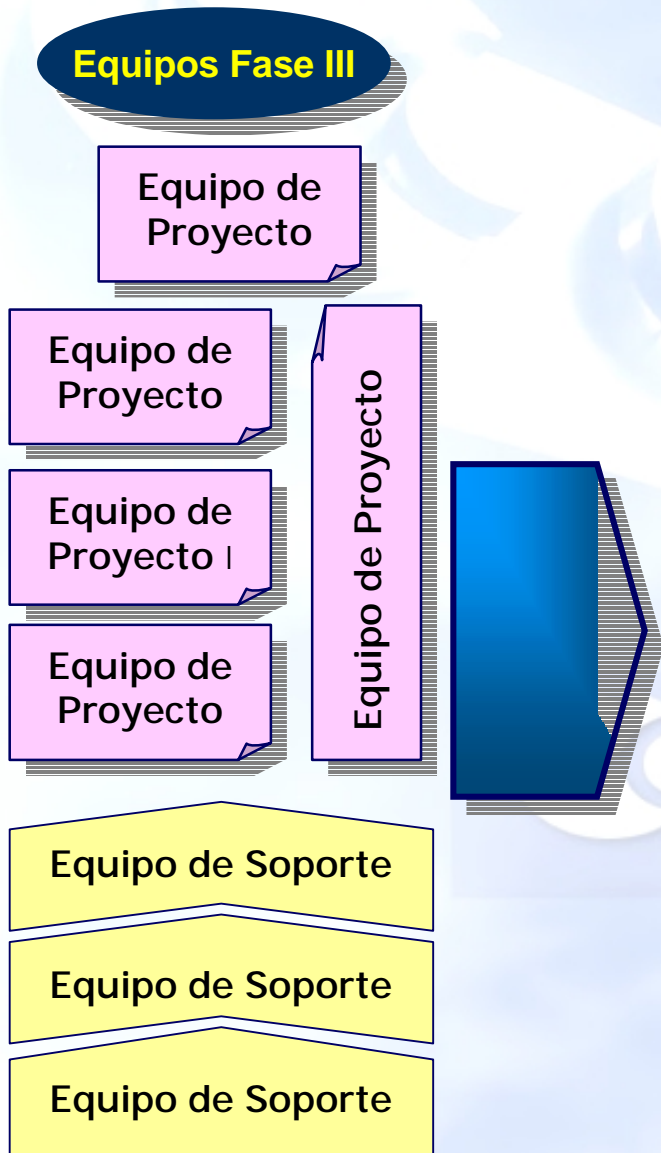 Equipos Fase III
Equipo de
Proyecto
Equipo de
Proyecto
Equipo de
Proyecto I
Equipo de
Proyecto
Equipo de Proyecto
Equipo de Soporte
Equipo de Soporte
Equipo de Soporte